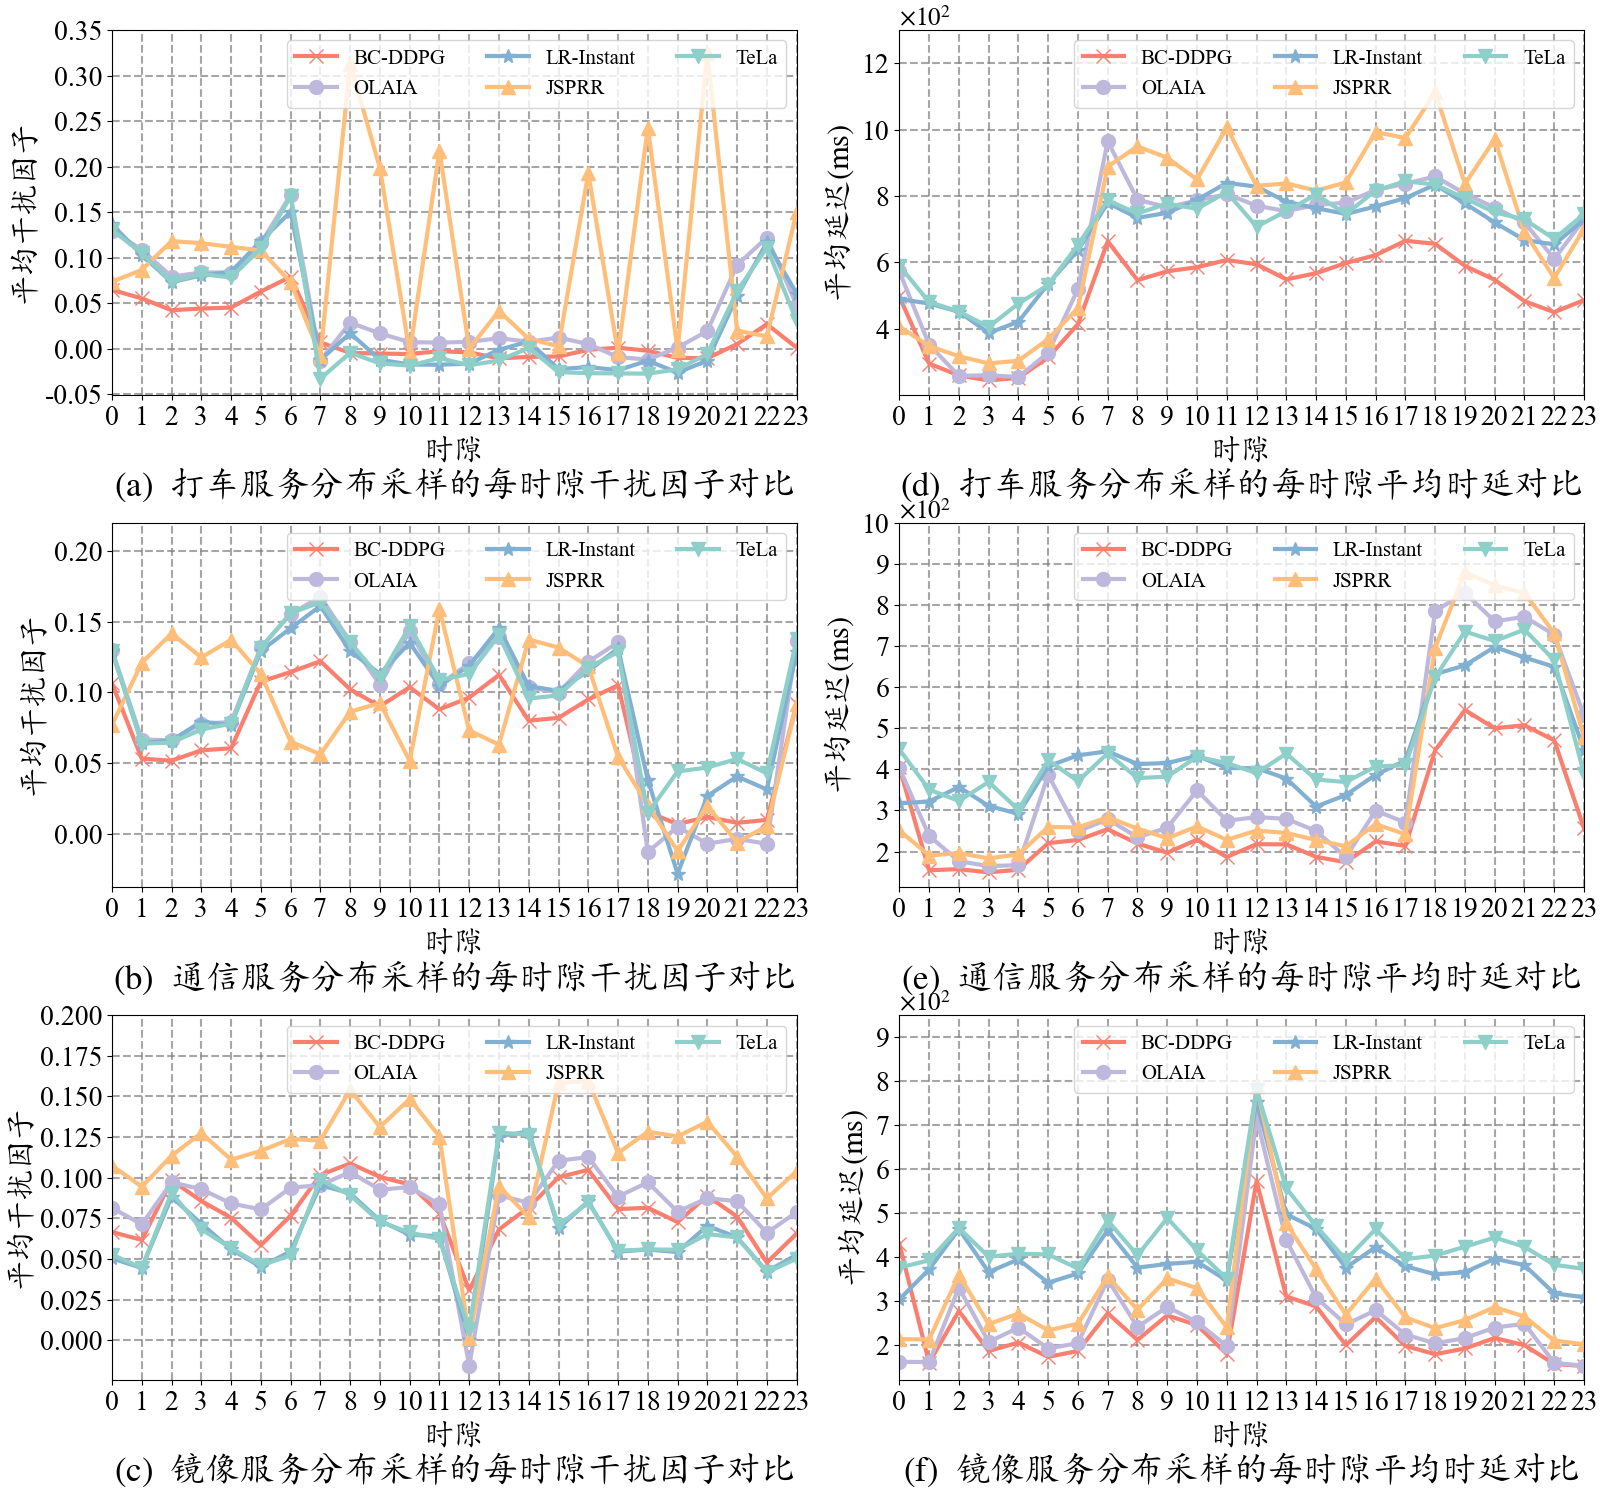 0.35
0.30
0.25
0.20
0.15
0.10
0.05
0.00
-0.05
平均干扰因子
BC-DDPG LR-Instant TeLa
OLAIA JSPRR
0 1 2 3 4 5 6 7 8 9 10 11 12 13 14 15 16 17 18 19 20 21 22 23
时隙
(a) 打车服务分布采样的每时隙干扰因子对比
×10²
12
10
8
6
4
平均延迟(ms)
BC-DDPG LR-Instant TeLa
OLAIA JSPRR
0 1 2 3 4 5 6 7 8 9 10 11 12 13 14 15 16 17 18 19 20 21 22 23
时隙
(d) 打车服务分布采样的每时隙平均时延对比
0.20
0.15
0.10
0.05
0.00
平均干扰因子
BC-DDPG LR-Instant TeLa
OLAIA JSPRR
0 1 2 3 4 5 6 7 8 9 10 11 12 13 14 15 16 17 18 19 20 21 22 23
时隙
(b) 通信服务分布采样的每时隙干扰因子对比
×10²
10
9
8
7
6
5
4
3
2
平均延迟(ms)
BC-DDPG LR-Instant TeLa
OLAIA JSPRR
0 1 2 3 4 5 6 7 8 9 10 11 12 13 14 15 16 17 18 19 20 21 22 23
时隙
(e) 通信服务分布采样的每时隙平均时延对比
0.200
0.175
0.150
0.125
0.100
0.075
0.050
0.025
0.000
平均干扰因子
BC-DDPG LR-Instant TeLa
OLAIA JSPRR
0 1 2 3 4 5 6 7 8 9 10 11 12 13 14 15 16 17 18 19 20 21 22 23
时隙
(c) 镜像服务分布采样的每时隙干扰因子对比
×10²
9
8
7
6
5
4
3
2
平均延迟(ms)
BC-DDPG LR-Instant TeLa
OLAIA JSPRR
0 1 2 3 4 5 6 7 8 9 10 11 12 13 14 15 16 17 18 19 20 21 22 23
时隙
(f) 镜像服务分布采样的每时隙平均时延对比